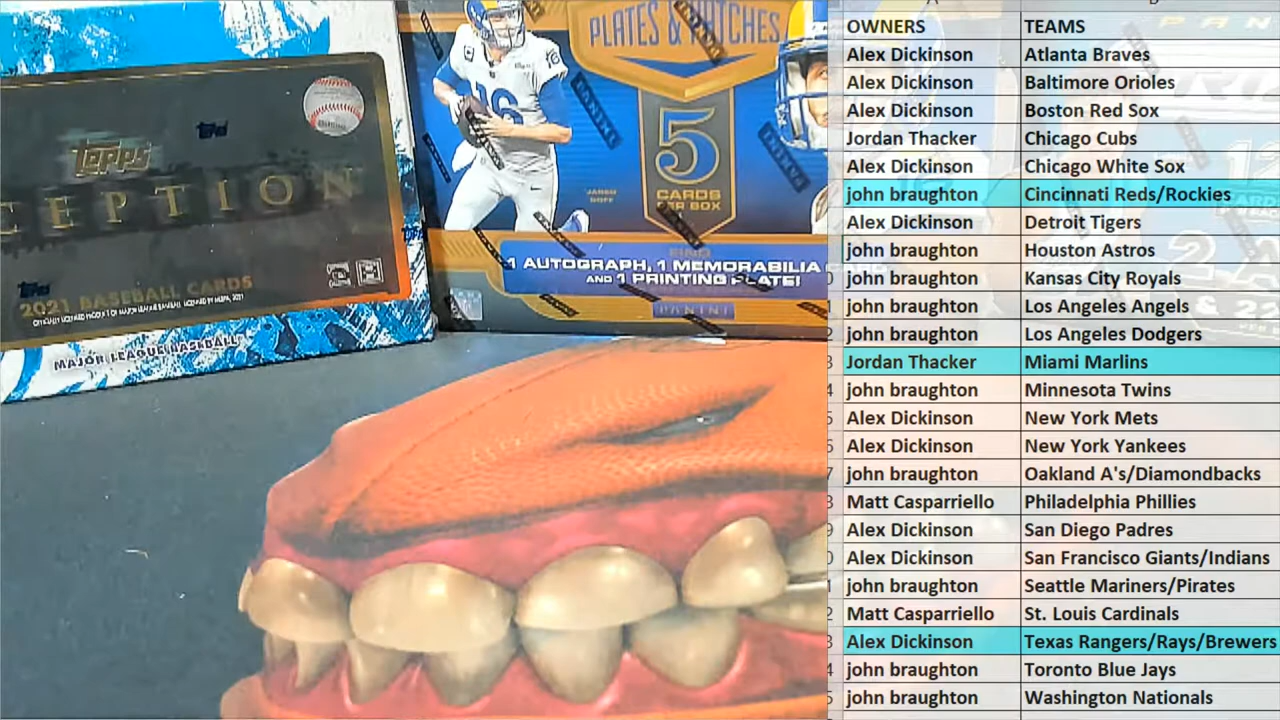 Topps
Topps
CEPTION
Topps
2021 BASEBALL CARDS
MAJOR LEAGUE BASEBALL
PLATES & PATCHES
5
CARDS
PER BOX
JARED
GOFF
FIND
1 AUTOGRAPH, 1 MEMORABILIA
AND 1 PRINTING PLATE!
PANINI
OWNERS TEAMS
Alex Dickinson Atlanta Braves
Alex Dickinson Baltimore Orioles
Alex Dickinson Boston Red Sox
Jordan Thacker Chicago Cubs
Alex Dickinson Chicago White Sox
john braughton Cincinnati Reds/Rockies
Alex Dickinson Detroit Tigers
john braughton Houston Astros
john braughton Kansas City Royals
john braughton Los Angeles Angels
john braughton Los Angeles Dodgers
Jordan Thacker Miami Marlins
john braughton Minnesota Twins
Alex Dickinson New York Mets
Alex Dickinson New York Yankees
john braughton Oakland A's/Diamondbacks
Matt Casparriello Philadelphia Phillies
Alex Dickinson San Diego Padres
Alex Dickinson San Francisco Giants/Indians
john braughton Seattle Mariners/Pirates
Matt Casparriello St. Louis Cardinals
Alex Dickinson Texas Rangers/Rays/Brewers
john braughton Toronto Blue Jays
john braughton Washington Nationals